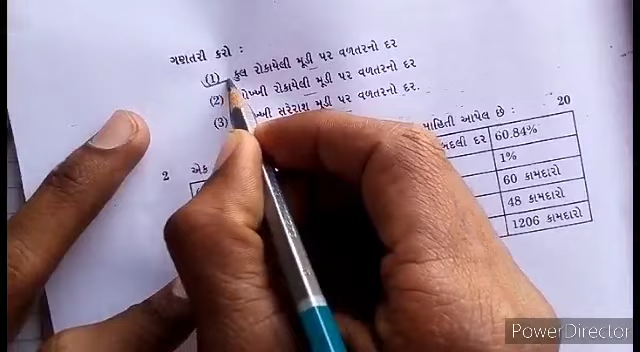 ગણતરી કરો :
(1) કુલ રોકાયેલી મૂડી પર વળતરનો દર
(2) રોકાયેલી મૂડી પર વળતરનો દર
(3) સરેરાશ મૂડી પર વળતરનો દર.
2 એક માહિતી આપેલ છે : 20
દર 60.84%
1%
60 કામદારો
48 કામદારો
1206 કામદારો
PowerDirector